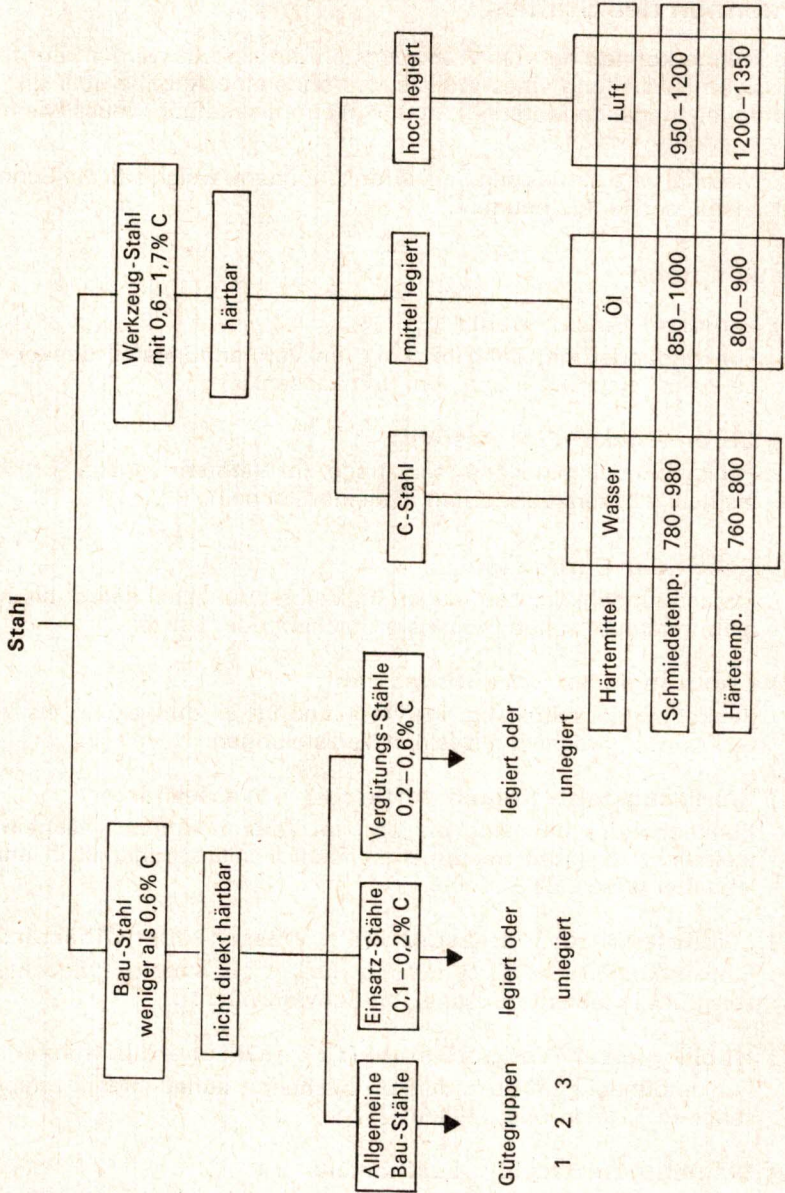 Stahl
Bau-Stahl
weniger als 0,6% C
Werkzeug-Stahl
mit 0,6–1,7% C
nicht direkt härtbar
härtbar
Allgemeine
Bau-Stähle
Einsatz-Stähle
0,1–0,2% C
Vergütungs-Stähle
0,2–0,6% C
C-Stahl
mittel legiert
hoch legiert
Gütegruppen
1 2 3
legiert oder
unlegiert
legiert oder
unlegiert
Härtemittel Wasser Öl Luft
Schmiedetemp. 780–980 850–1000 950–1200
Härtetemp. 760–800 800–900 1200–1350